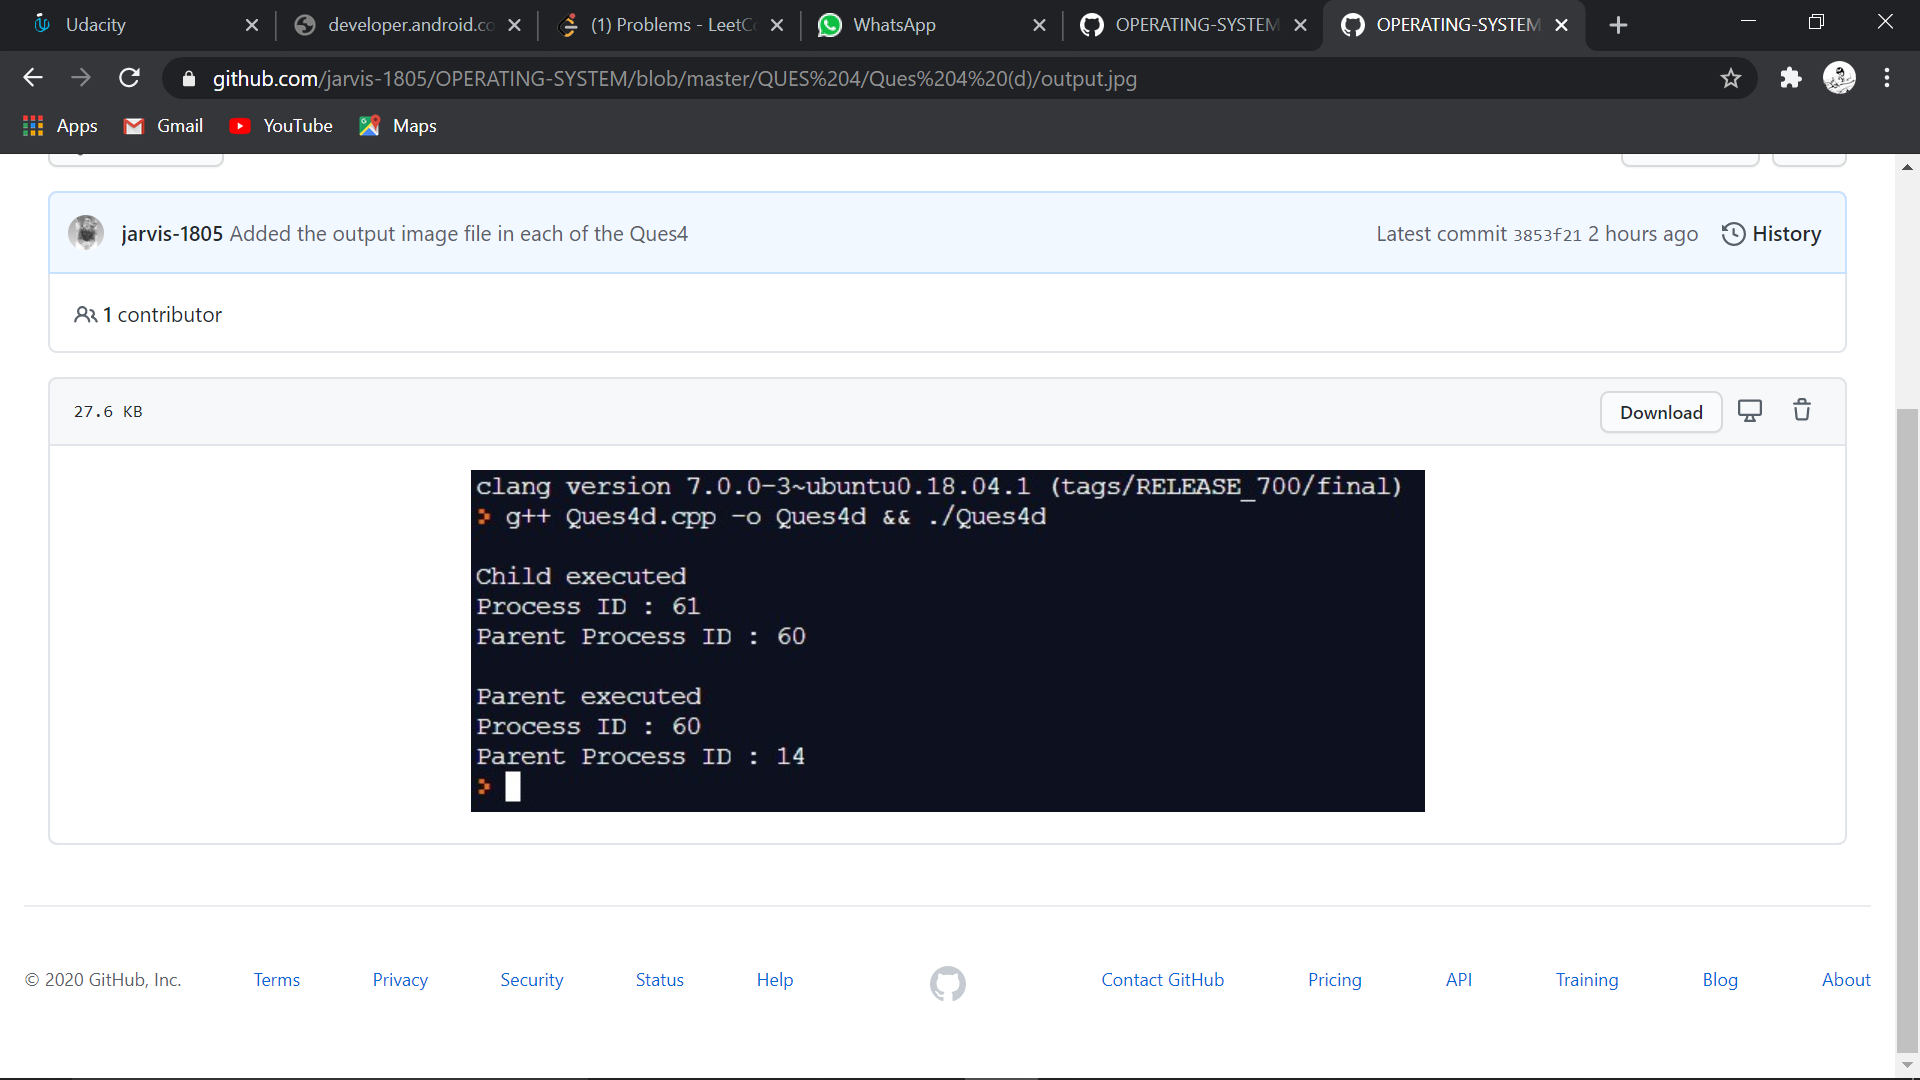 Udacity
developer.android.co
(1) Problems - LeetCo
WhatsApp
OPERATING-SYSTEM
OPERATING-SYSTEM
github.com/jarvis-1805/OPERATING-SYSTEM/blob/master/QUES%204/Ques%204%20(d)/output.jpg
Apps
Gmail
YouTube
Maps
jarvis-1805 Added the output image file in each of the Ques4
Latest commit 3853f21 2 hours ago
History
1 contributor
27.6 KB
Download
clang version 7.0.0-3~ubuntu0.18.04.1 (tags/RELEASE_700/final)
> g++ Ques4d.cpp -o Ques4d && ./Ques4d
Child executed
Process ID : 61
Parent Process ID : 60
Parent executed
Process ID : 60
Parent Process ID : 14
>
© 2020 GitHub, Inc.
Terms
Privacy
Security
Status
Help
Contact GitHub
Pricing
API
Training
Blog
About